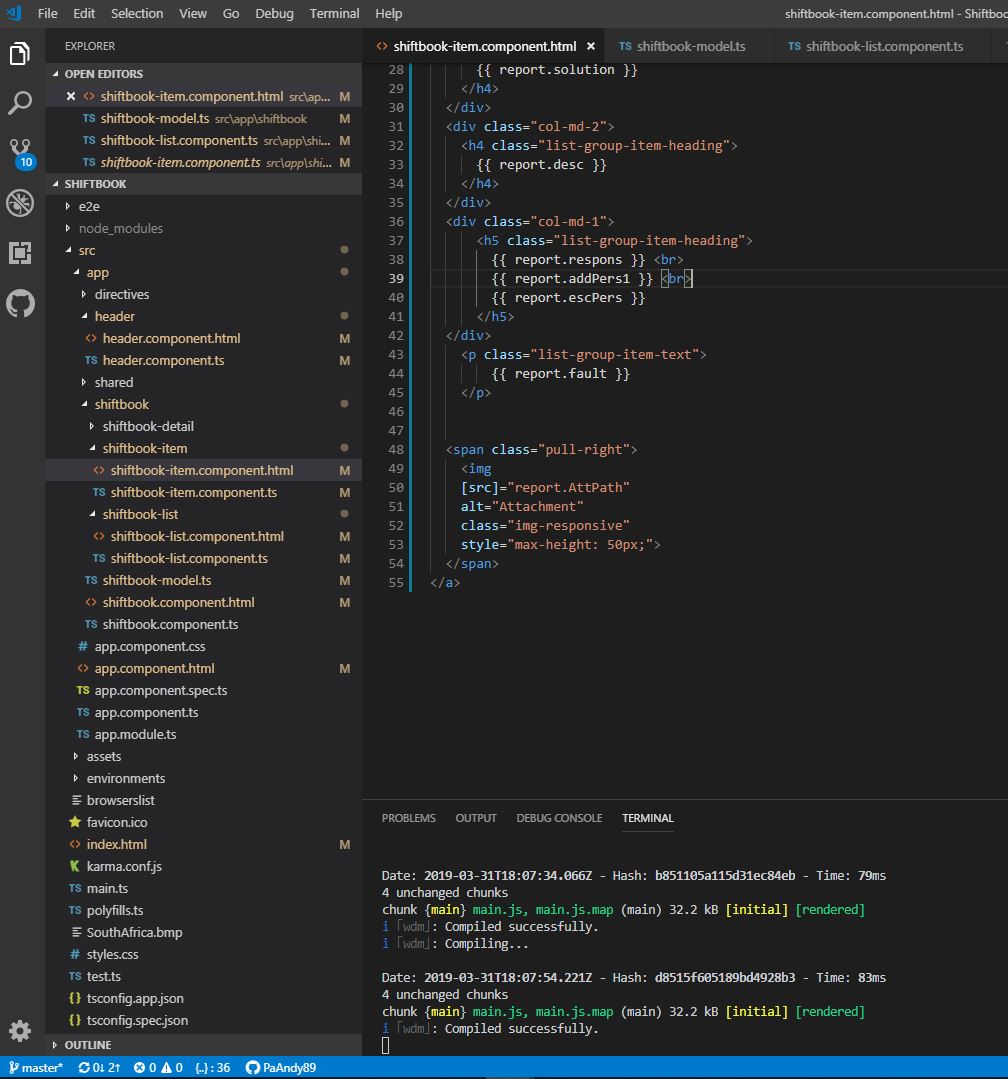 File Edit Selection View Go Debug Terminal Help shiftbook-item.component.html - Shiftboo
EXPLORER
OPEN EDITORS
shiftbook-item.component.html src\ap... M
shiftbook-model.ts src\app\shiftbook M
shiftbook-list.component.ts src\app\shi... M
shiftbook-item.component.ts src\app\shi... M
SHIFTBOOK
e2e
node_modules
src
app
directives
header
header.component.html M
header.component.ts M
shared
shiftbook
shiftbook-detail
shiftbook-item
shiftbook-item.component.html M
shiftbook-item.component.ts M
shiftbook-list
shiftbook-list.component.html M
shiftbook-list.component.ts M
shiftbook-model.ts M
shiftbook.component.html M
shiftbook.component.ts
app.component.css
app.component.html M
app.component.spec.ts
app.component.ts
app.module.ts
assets
environments
browserslist
favicon.ico
index.html M
karma.conf.js
main.ts
polyfills.ts
SouthAfrica.bmp
styles.css
test.ts
tsconfig.app.json
tsconfig.spec.json
OUTLINE
10
shiftbook-item.component.html TS shiftbook-model.ts TS shiftbook-list.component.ts
28 {{ report.solution }}
29 </h4>
30 </div>
31 <div class="col-md-2">
32 <h4 class="list-group-item-heading">
33 {{ report.desc }}
34 </h4>
35 </div>
36 <div class="col-md-1">
37 <h5 class="list-group-item-heading">
38 {{ report.respons }} <br>
39 {{ report.addPers1 }} <br>
40 {{ report.escPers }}
41 </h5>
42 </div>
43 <p class="list-group-item-text">
44 {{ report.fault }}
45 </p>
46
47
48 <span class="pull-right">
49 <img
50 [src]="report.AttPath"
51 alt="Attachment"
52 class="img-responsive"
53 style="max-height: 50px;">
54 </span>
55 </a>
PROBLEMS OUTPUT DEBUG CONSOLE TERMINAL
Date: 2019-03-31T18:07:34.066Z - Hash: b851105a115d31ec84eb - Time: 79ms
4 unchanged chunks
chunk {main} main.js, main.js.map (main) 32.2 kB [initial] [rendered]
i ｢wdm｣: Compiled successfully.
i ｢wdm｣: Compiling...
Date: 2019-03-31T18:07:54.221Z - Hash: d8515f605189bd4928b3 - Time: 83ms
4 unchanged chunks
chunk {main} main.js, main.js.map (main) 32.2 kB [initial] [rendered]
i ｢wdm｣: Compiled successfully.
master* 0↓ 2↑ 0 0 {..} : 36 PaAndy89